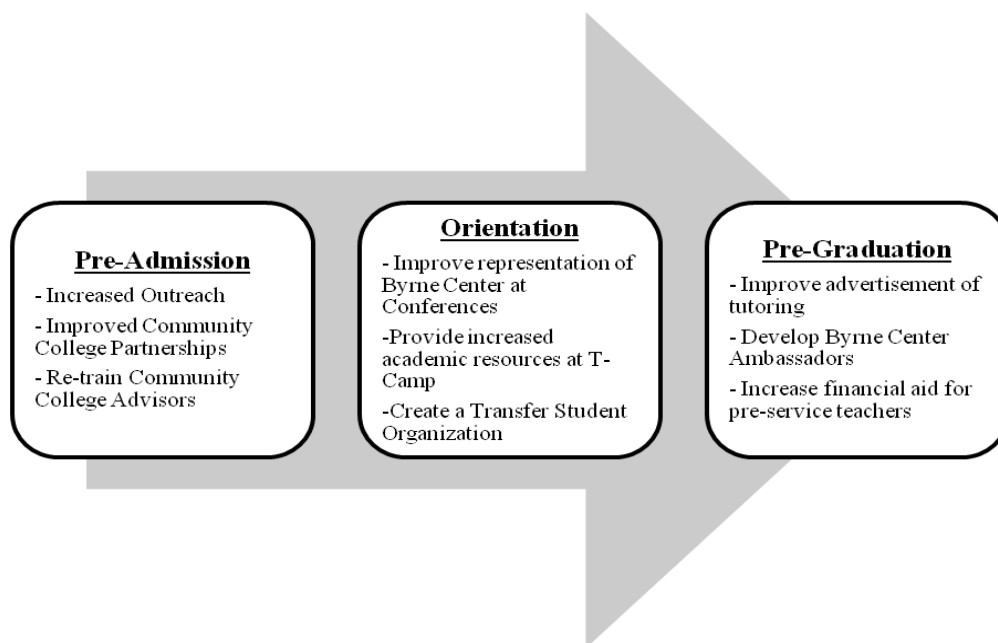 Pre-Admission
- Increased Outreach
- Improved Community
College Partnerships
- Re-train Community
College Advisors
Orientation
- Improve representation of
Byrne Center at
Conferences
-Provide increased
academic resources at T-
Camp
-Create a Transfer Student
Organization
Pre-Graduation
- Improve advertisement of
tutoring
- Develop Byrne Center
Ambassadors
- Increase financial aid for
pre-service teachers